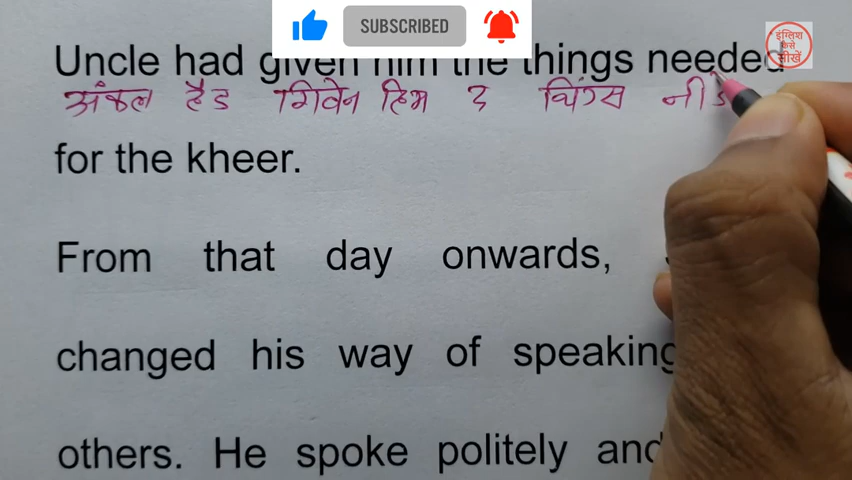 SUBSCRIBED
इंग्लिश
कैसे
सीखें
Uncle had given him the things needed
अंकल हैड गिवेन हिम द थिंग्स नीड
for the kheer.
From that day onwards,
changed his way of speaking
others. He spoke politely and